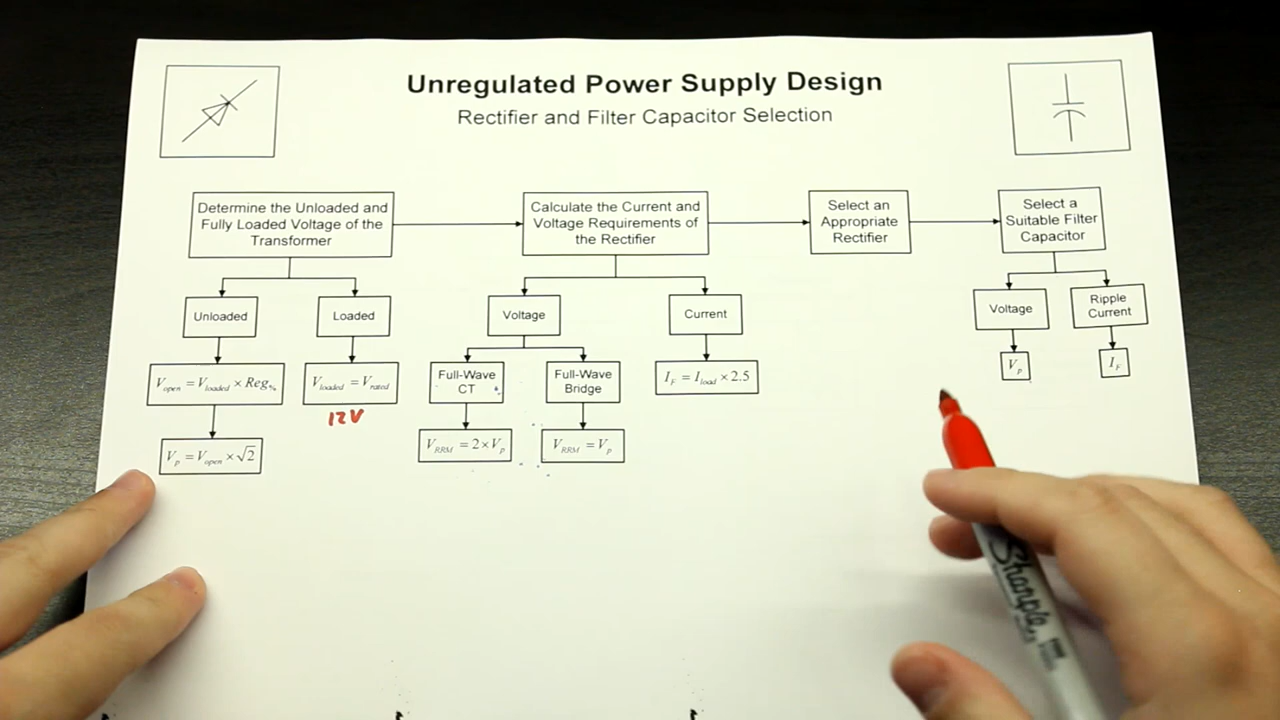 Unregulated Power Supply Design
Rectifier and Filter Capacitor Selection
Determine the Unloaded and
Fully Loaded Voltage of the
Transformer
Calculate the Current and
Voltage Requirements of
the Rectifier
Select an
Appropriate
Rectifier
Select a
Suitable Filter
Capacitor
Unloaded
Loaded
Voltage
Current
Voltage
Ripple
Current
V_open = V_loaded × Reg_%
V_loaded = V_rated
12V
Full-Wave
CT
Full-Wave
Bridge
I_F = I_load × 2.5
V_p
I_F
V_p = V_open × √2
V_RRM = 2 × V_p
V_RRM = V_p
Sharpie